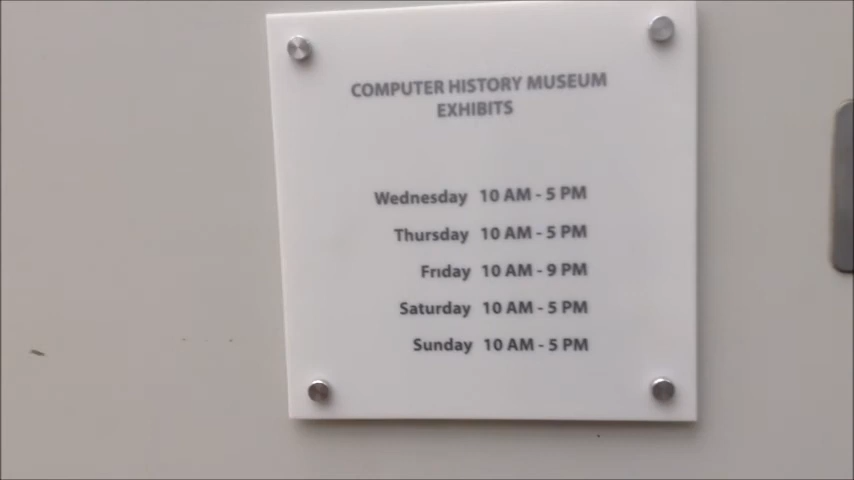 COMPUTER HISTORY MUSEUM
EXHIBITS
Wednesday 10 AM - 5 PM
Thursday 10 AM - 5 PM
Friday 10 AM - 9 PM
Saturday 10 AM - 5 PM
Sunday 10 AM - 5 PM